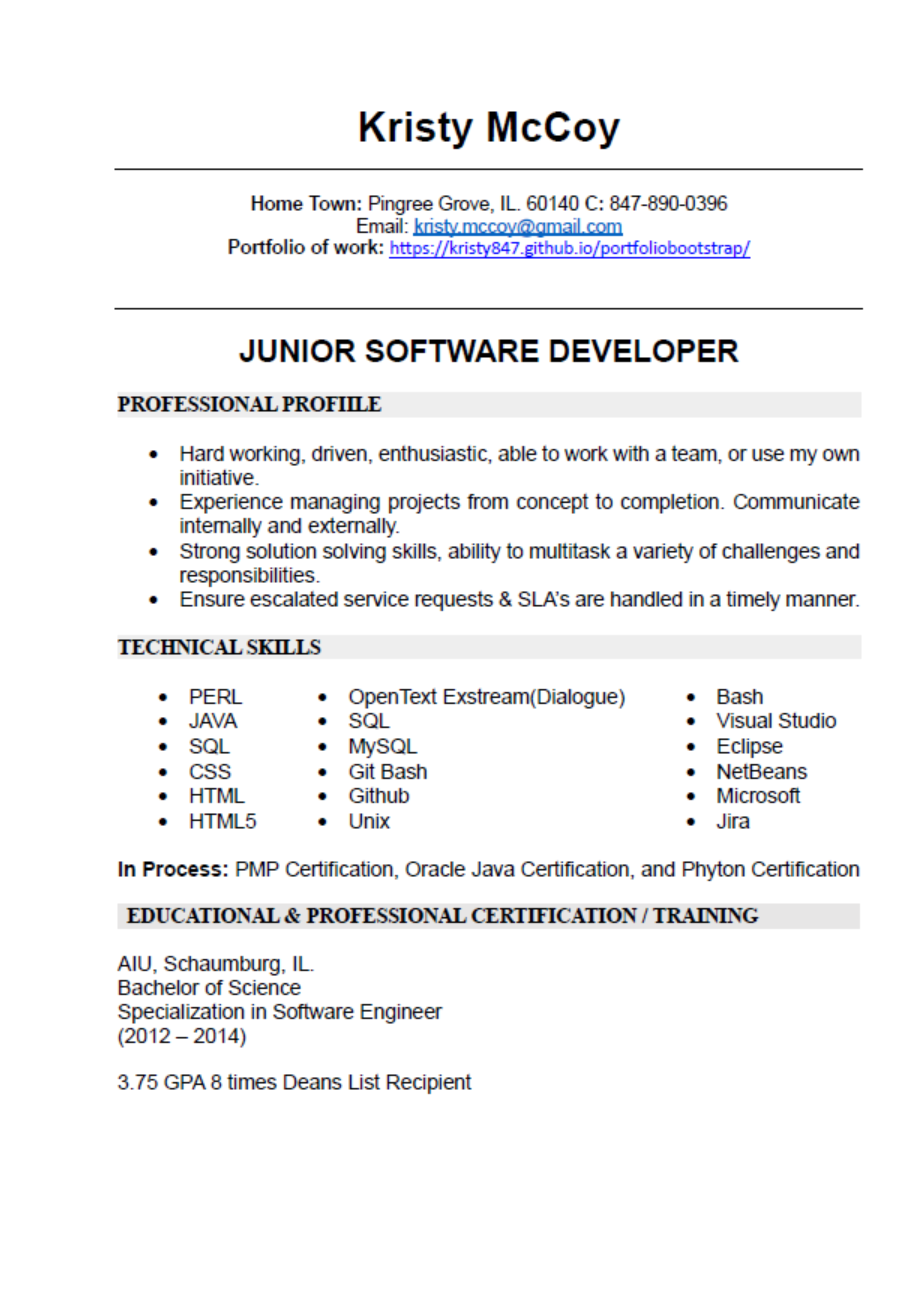 Kristy McCoy
Home Town: Pingree Grove, IL. 60140 C: 847-890-0396
Email: kristy.mccoy@gmail.com
Portfolio of work: https://kristy847.github.io/portfoliobootstrap/
JUNIOR SOFTWARE DEVELOPER
PROFESSIONAL PROFIILE
• Hard working, driven, enthusiastic, able to work with a team, or use my own
initiative.
• Experience managing projects from concept to completion. Communicate
internally and externally.
• Strong solution solving skills, ability to multitask a variety of challenges and
responsibilities.
• Ensure escalated service requests & SLA's are handled in a timely manner.
TECHNICAL SKILLS
• PERL
• JAVA
• SQL
• CSS
• HTML
• HTML5
• OpenText Exstream(Dialogue)
• SQL
• MySQL
• Git Bash
• Github
• Unix
• Bash
• Visual Studio
• Eclipse
• NetBeans
• Microsoft
• Jira
In Process: PMP Certification, Oracle Java Certification, and Phyton Certification
EDUCATIONAL & PROFESSIONAL CERTIFICATION / TRAINING
AIU, Schaumburg, IL.
Bachelor of Science
Specialization in Software Engineer
(2012 – 2014)
3.75 GPA 8 times Deans List Recipient